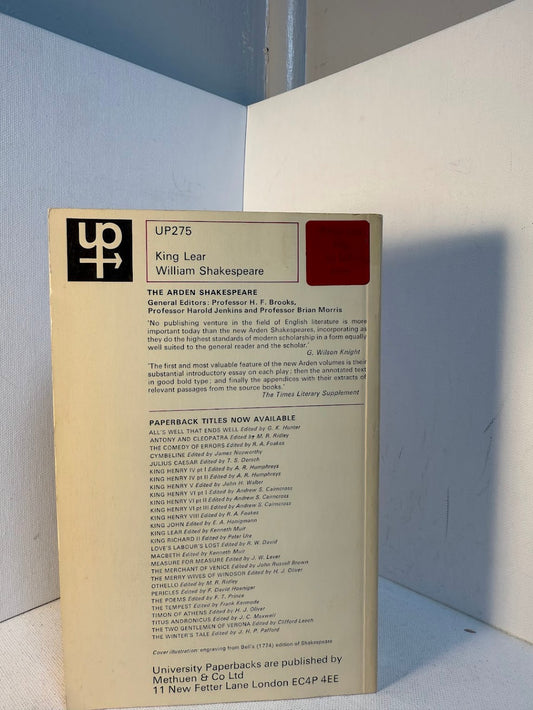 up
UP275
King Lear
William Shakespeare
THE ARDEN SHAKESPEARE
General Editors: Professor H. F. Brooks,
Professor Harold Jenkins and Professor Brian Morris
'No publishing venture in the field of English literature is more
important today than the new Arden Shakespeares, incorporating as
they do the highest standards of modern scholarship in a form equally
well suited to the general reader and the scholar.'
G. Wilson Knight
'The first and most valuable feature of the new Arden volumes is their
substantial introductory essay on each play; then the annotated text
in good bold type; and finally the appendices with their extracts of
relevant passages from the source books.'
The Times Literary Supplement
PAPERBACK TITLES NOW AVAILABLE
ALL'S WELL THAT ENDS WELL Edited by G. K. Hunter
ANTONY AND CLEOPATRA Edited by M. R. Ridley
THE COMEDY OF ERRORS Edited by R. A. Foakes
CYMBELINE Edited by James Nosworthy
JULIUS CAESAR Edited by T. S. Dorsch
KING HENRY IV pt I Edited by A. R. Humphreys
KING HENRY IV pt II Edited by A. R. Humphreys
KING HENRY V Edited by John H. Walter
KING HENRY VI pt I Edited by Andrew S. Cairncross
KING HENRY VI pt II Edited by Andrew S. Cairncross
KING HENRY VI pt III Edited by Andrew S. Cairncross
KING HENRY VIII Edited by R. A. Foakes
KING JOHN Edited by E. A. Honigmann
KING LEAR Edited by Kenneth Muir
KING RICHARD II Edited by Peter Ure
LOVE'S LABOUR'S LOST Edited by R. W. David
MACBETH Edited by Kenneth Muir
MEASURE FOR MEASURE Edited by J. W. Lever
THE MERCHANT OF VENICE Edited by John Russell Brown
THE MERRY WIVES OF WINDSOR Edited by H. J. Oliver
OTHELLO Edited by M. R. Ridley
PERICLES Edited by F. David Hoeniger
THE POEMS Edited by F. T. Prince
THE TEMPEST Edited by Frank Kermode
TIMON OF ATHENS Edited by H. J. Oliver
TITUS ANDRONICUS Edited by J. C. Maxwell
THE TWO GENTLEMEN OF VERONA Edited by Clifford Leech
THE WINTER'S TALE Edited by J. H. P. Pafford
Cover illustration: engraving from Bell's (1774) edition of Shakespeare
University Paperbacks are published by
Methuen & Co Ltd
11 New Fetter Lane London EC4P 4EE